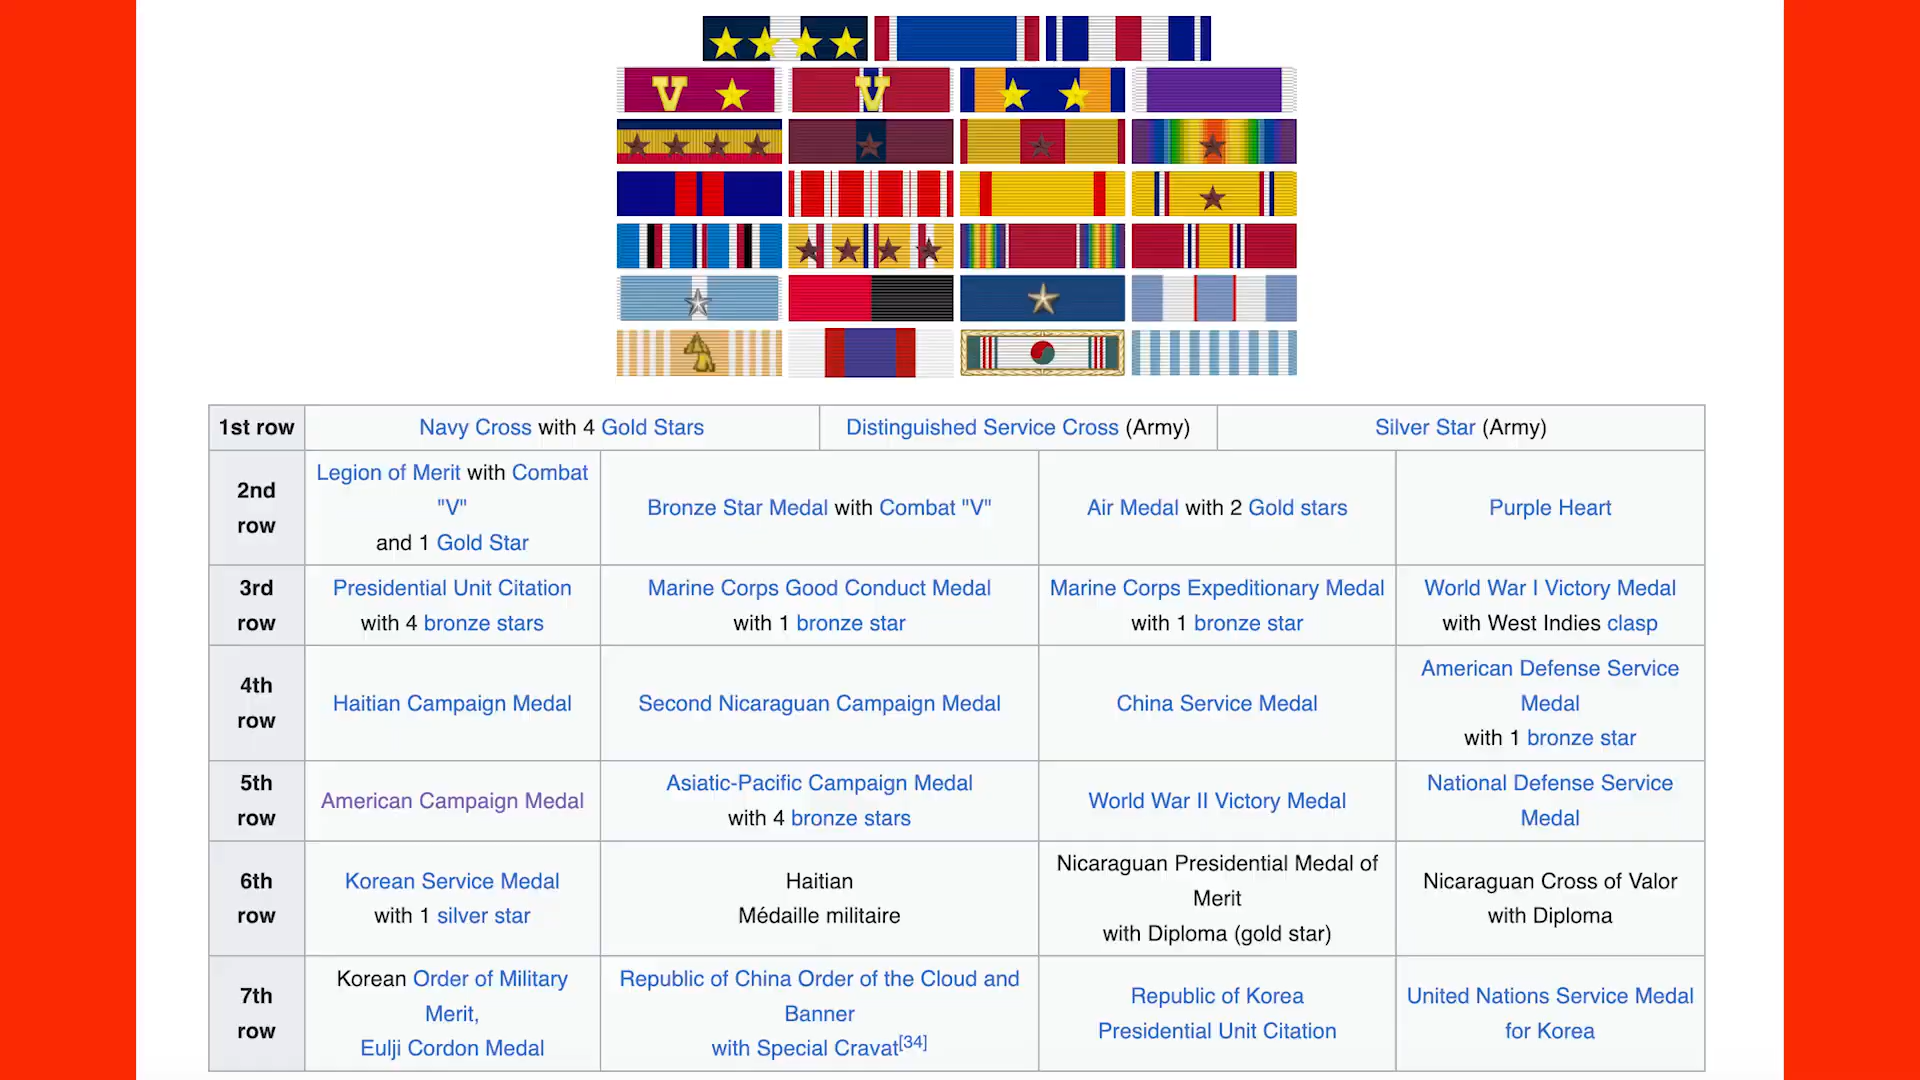 V
V
1st row
Navy Cross with 4 Gold Stars
Distinguished Service Cross (Army)
Silver Star (Army)
2nd
row
Legion of Merit with Combat
"V"
and 1 Gold Star
Bronze Star Medal with Combat "V"
Air Medal with 2 Gold stars
Purple Heart
3rd
row
Presidential Unit Citation
with 4 bronze stars
Marine Corps Good Conduct Medal
with 1 bronze star
Marine Corps Expeditionary Medal
with 1 bronze star
World War I Victory Medal
with West Indies clasp
4th
row
Haitian Campaign Medal
Second Nicaraguan Campaign Medal
China Service Medal
American Defense Service
Medal
with 1 bronze star
5th
row
American Campaign Medal
Asiatic-Pacific Campaign Medal
with 4 bronze stars
World War II Victory Medal
National Defense Service
Medal
6th
row
Korean Service Medal
with 1 silver star
Haitian
Médaille militaire
Nicaraguan Presidential Medal of
Merit
with Diploma (gold star)
Nicaraguan Cross of Valor
with Diploma
7th
row
Korean Order of Military
Merit,
Eulji Cordon Medal
Republic of China Order of the Cloud and
Banner
with Special Cravat[34]
Republic of Korea
Presidential Unit Citation
United Nations Service Medal
for Korea